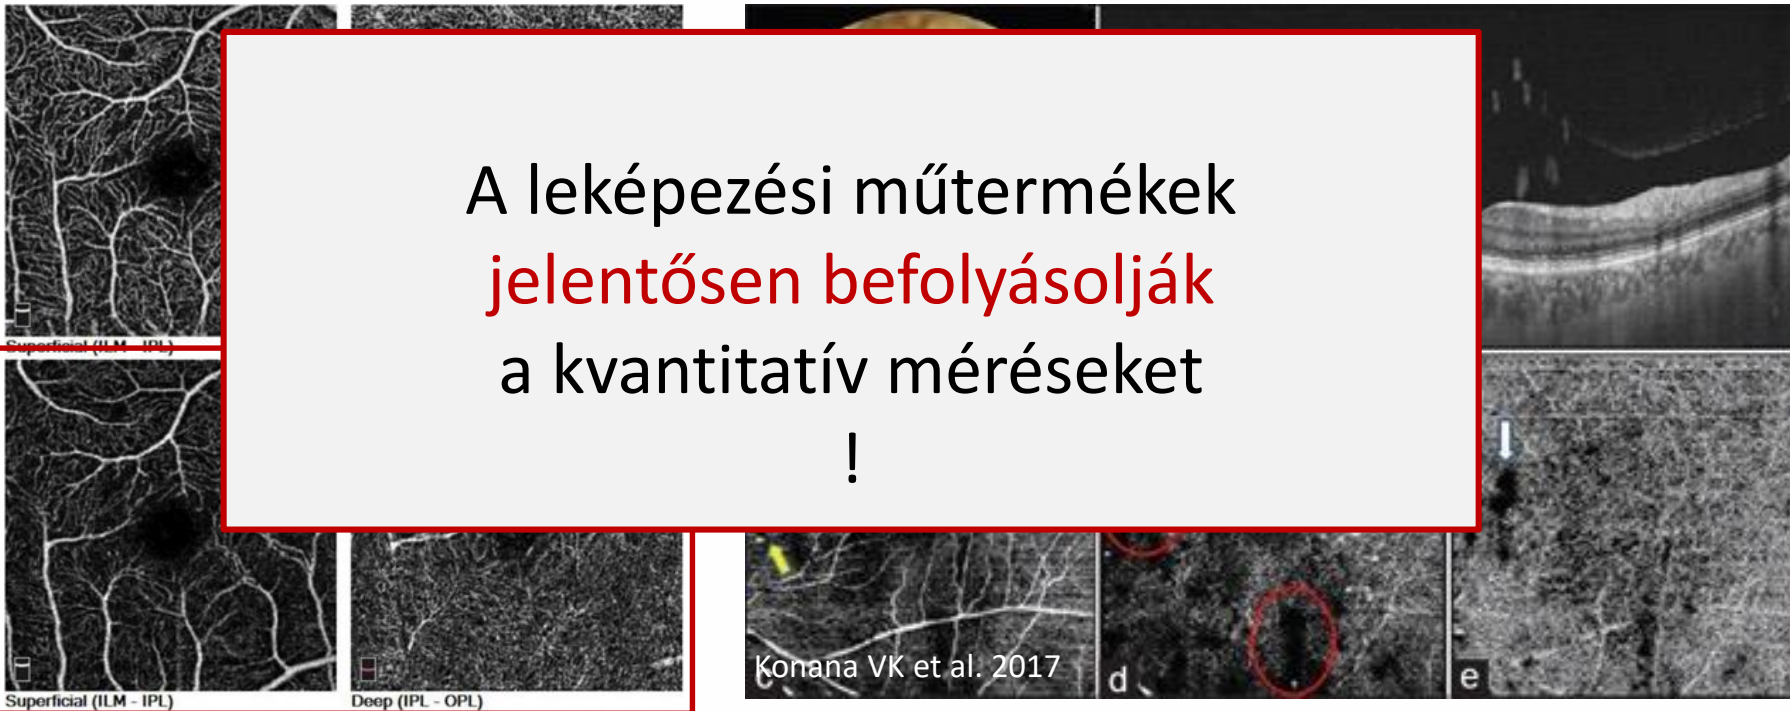 A leképezési műtermékek
jelentősen befolyásolják
a kvantitatív méréseket
!
Superficial (ILM - IPL)
Superficial (ILM - IPL)
Deep (IPL - OPL)
c
Konana VK et al. 2017
d
e